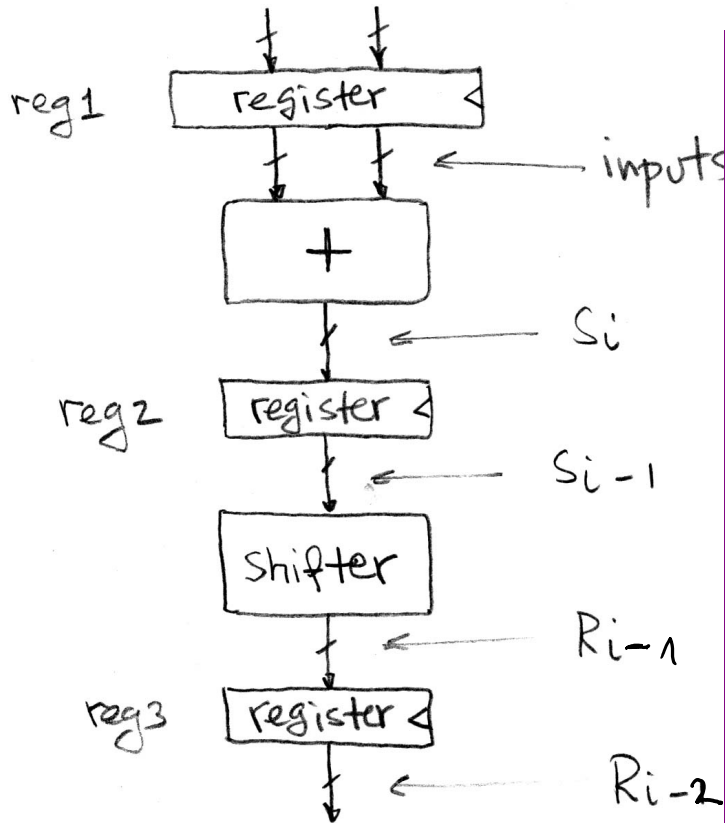 reg1
register
inputs
+
Si
reg2
register
Si-1
Shifter
Ri-1
reg3
register
Ri-2